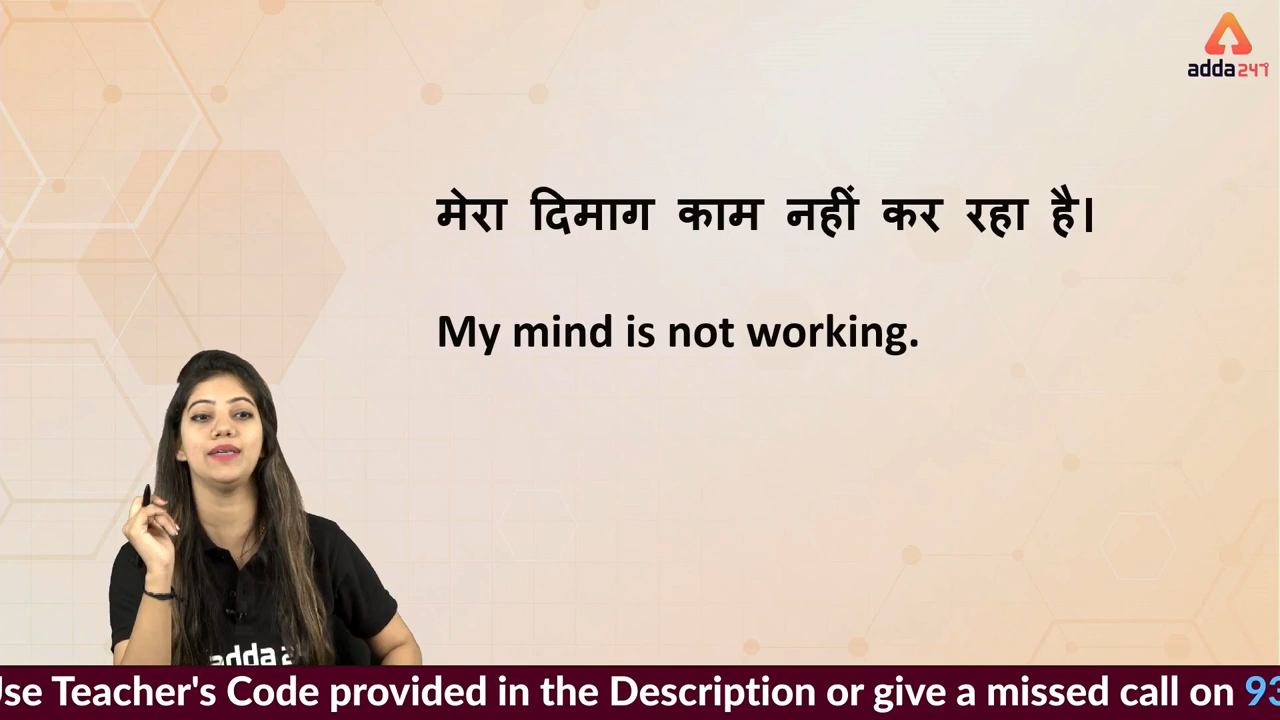 adda247
मेरा दिमाग काम नहीं कर रहा है।
My mind is not working.
adda 2
Use Teacher's Code provided in the Description or give a missed call on 93